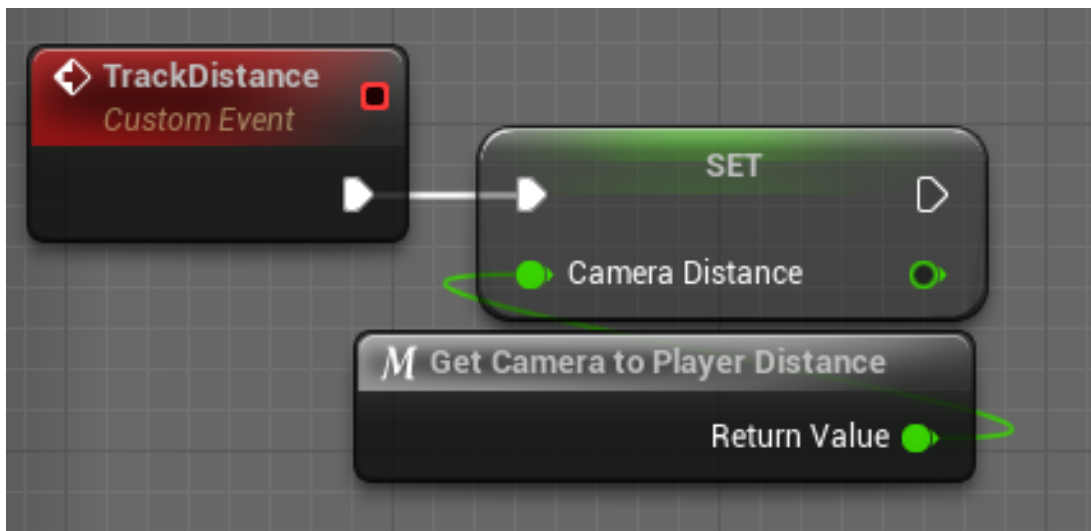 TrackDistance
Custom Event
SET
Camera Distance
M Get Camera to Player Distance
Return Value